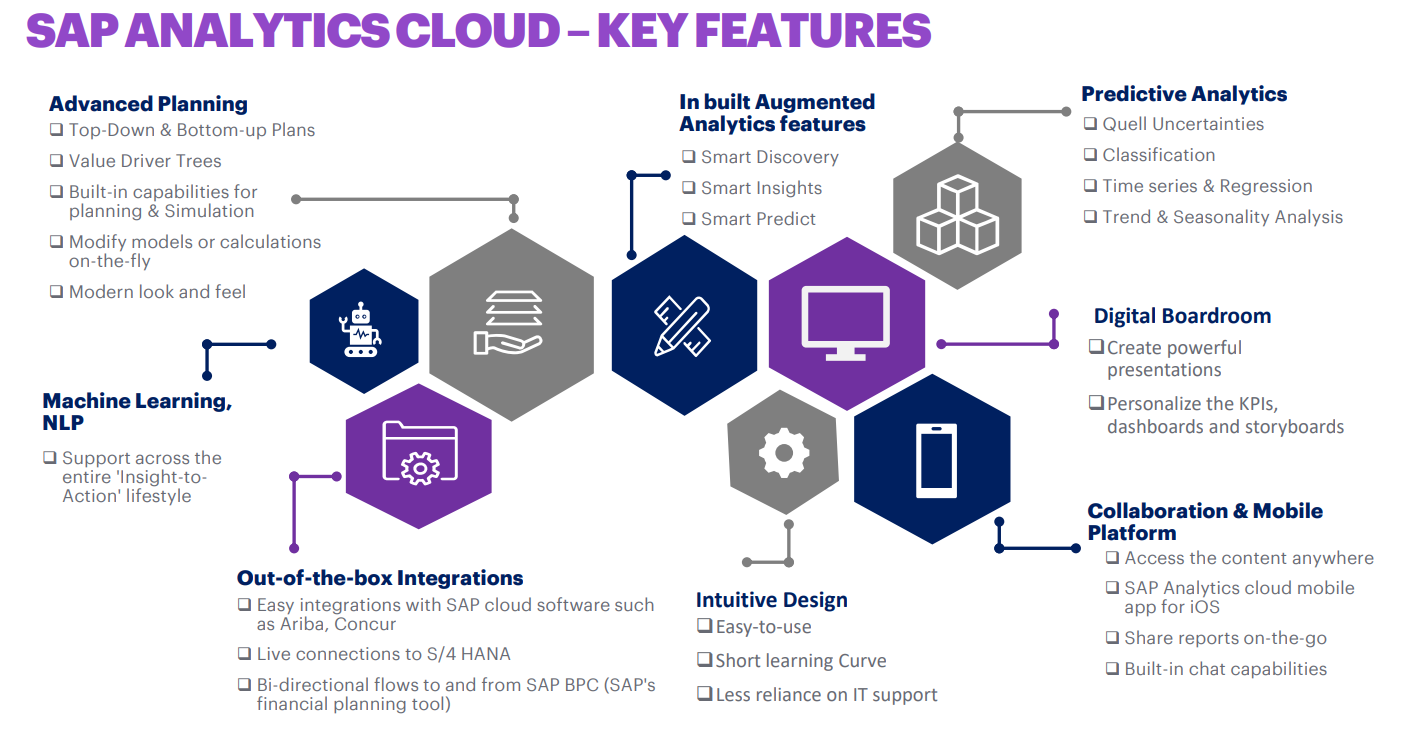 SAP ANALYTICS CLOUD – KEY FEATURES
Advanced Planning
❑ Top-Down & Bottom-up Plans
❑ Value Driver Trees
❑ Built-in capabilities for
planning & Simulation
❑ Modify models or calculations
on-the-fly
❑ Modern look and feel
In built Augmented
Analytics features
❑ Smart Discovery
❑ Smart Insights
❑ Smart Predict
Predictive Analytics
❑ Quell Uncertainties
❑ Classification
❑ Time series & Regression
❑ Trend & Seasonality Analysis
Machine Learning,
NLP
❑ Support across the
entire 'Insight-to-
Action' lifestyle
Digital Boardroom
❑Create powerful
presentations
❑Personalize the KPIs,
dashboards and storyboards
Out-of-the-box Integrations
❑ Easy integrations with SAP cloud software such
as Ariba, Concur
❑ Live connections to S/4 HANA
❑ Bi-directional flows to and from SAP BPC (SAP's
financial planning tool)
Intuitive Design
❑Easy-to-use
❑Short learning Curve
❑Less reliance on IT support
Collaboration & Mobile
Platform
❑ Access the content anywhere
❑ SAP Analytics cloud mobile
app for iOS
❑ Share reports on-the-go
❑ Built-in chat capabilities